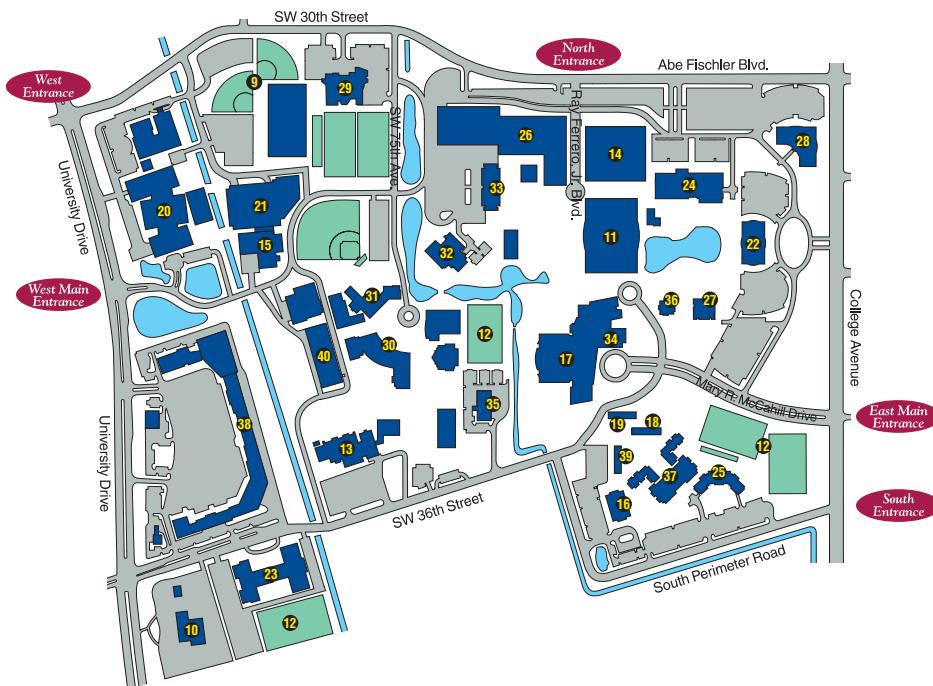 SW 30th Street
North
Entrance
Abe Fischler Blvd.
West
Entrance
9
29
SW 75th Ave.
Ray Ferrero, Jr. Blvd.
26
14
28
33
24
University Drive
20
21
15
11
22
32
West Main
Entrance
31
36
27
College Avenue
12
30
34
40
17
35
Mary R. McCahill Drive
East Main
Entrance
38
19
18
12
13
39
37
25
University Drive
16
SW 36th Street
South
Entrance
South Perimeter Road
23
10
12